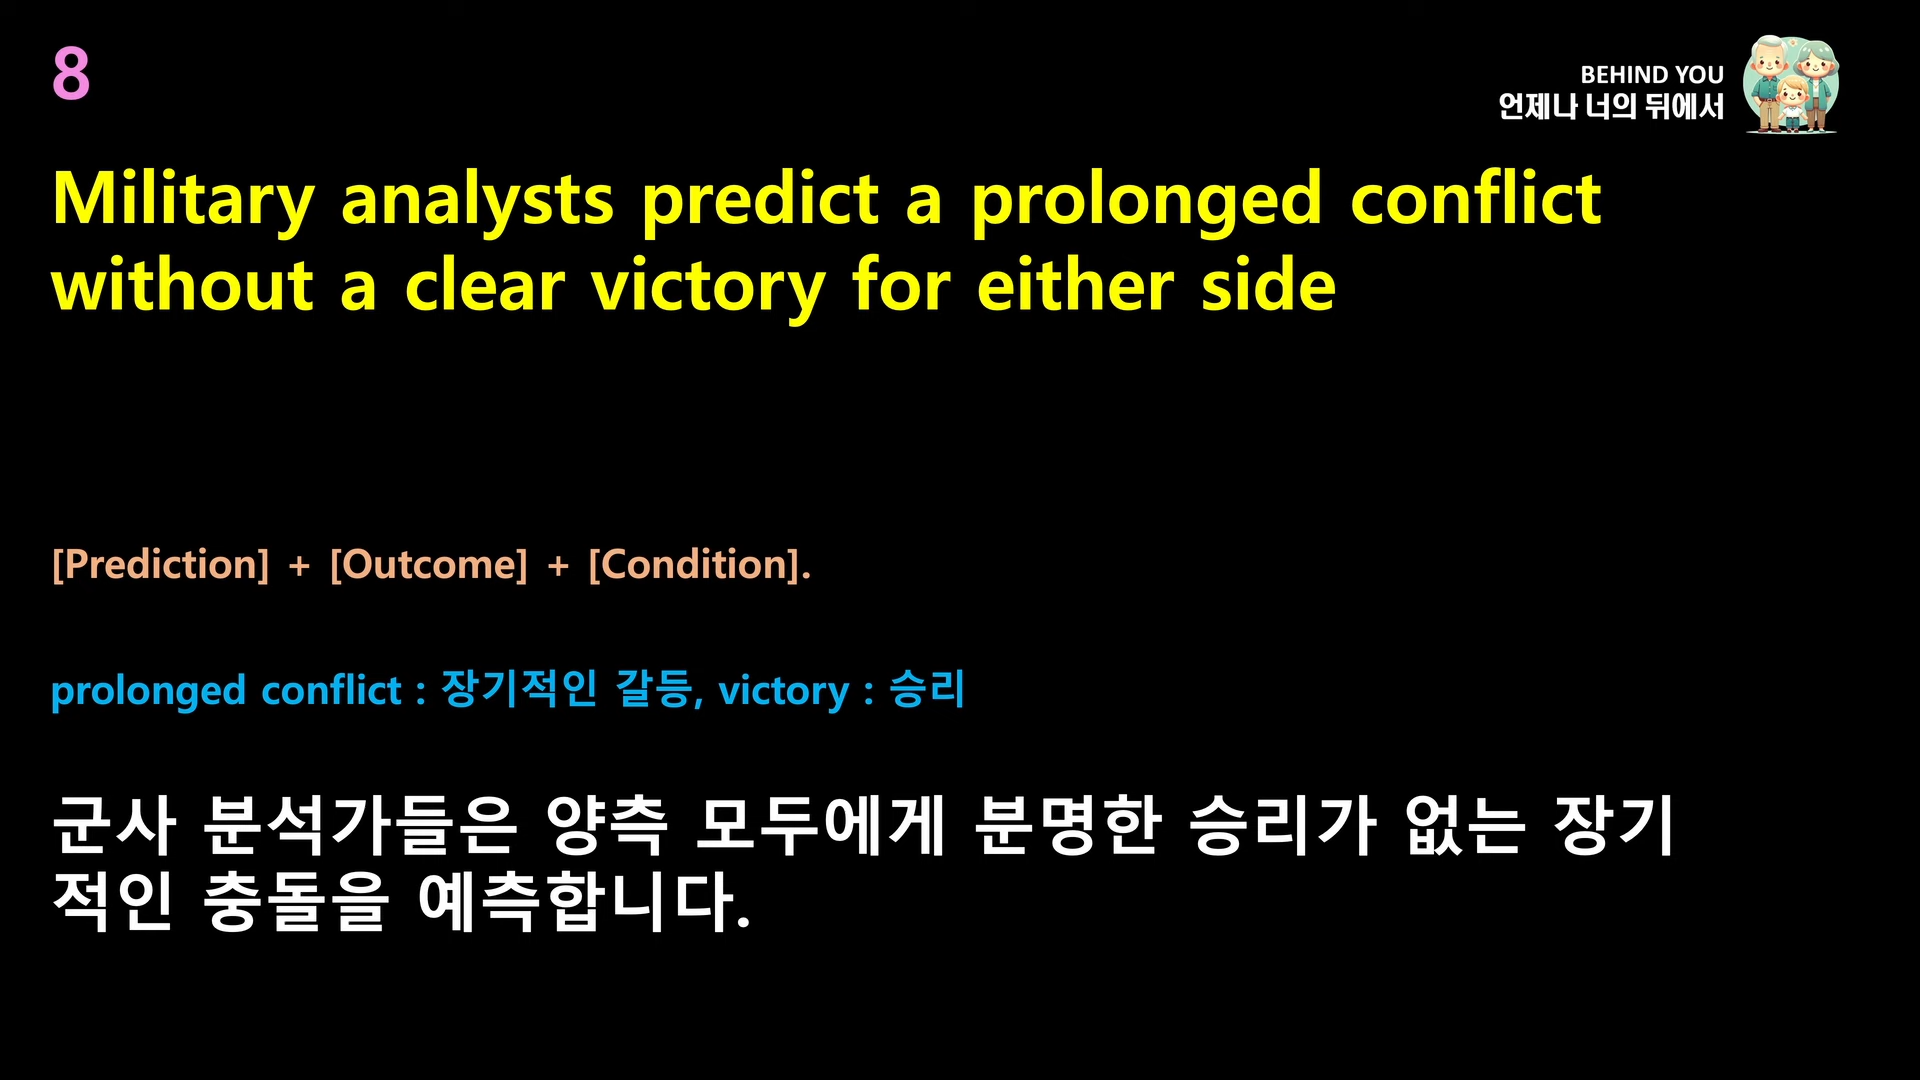 8
BEHIND YOU
언제나 너의 뒤에서
Military analysts predict a prolonged conflict
without a clear victory for either side
[Prediction] + [Outcome] + [Condition].
prolonged conflict : 장기적인 갈등, victory : 승리
군사 분석가들은 양측 모두에게 분명한 승리가 없는 장기
적인 충돌을 예측합니다.